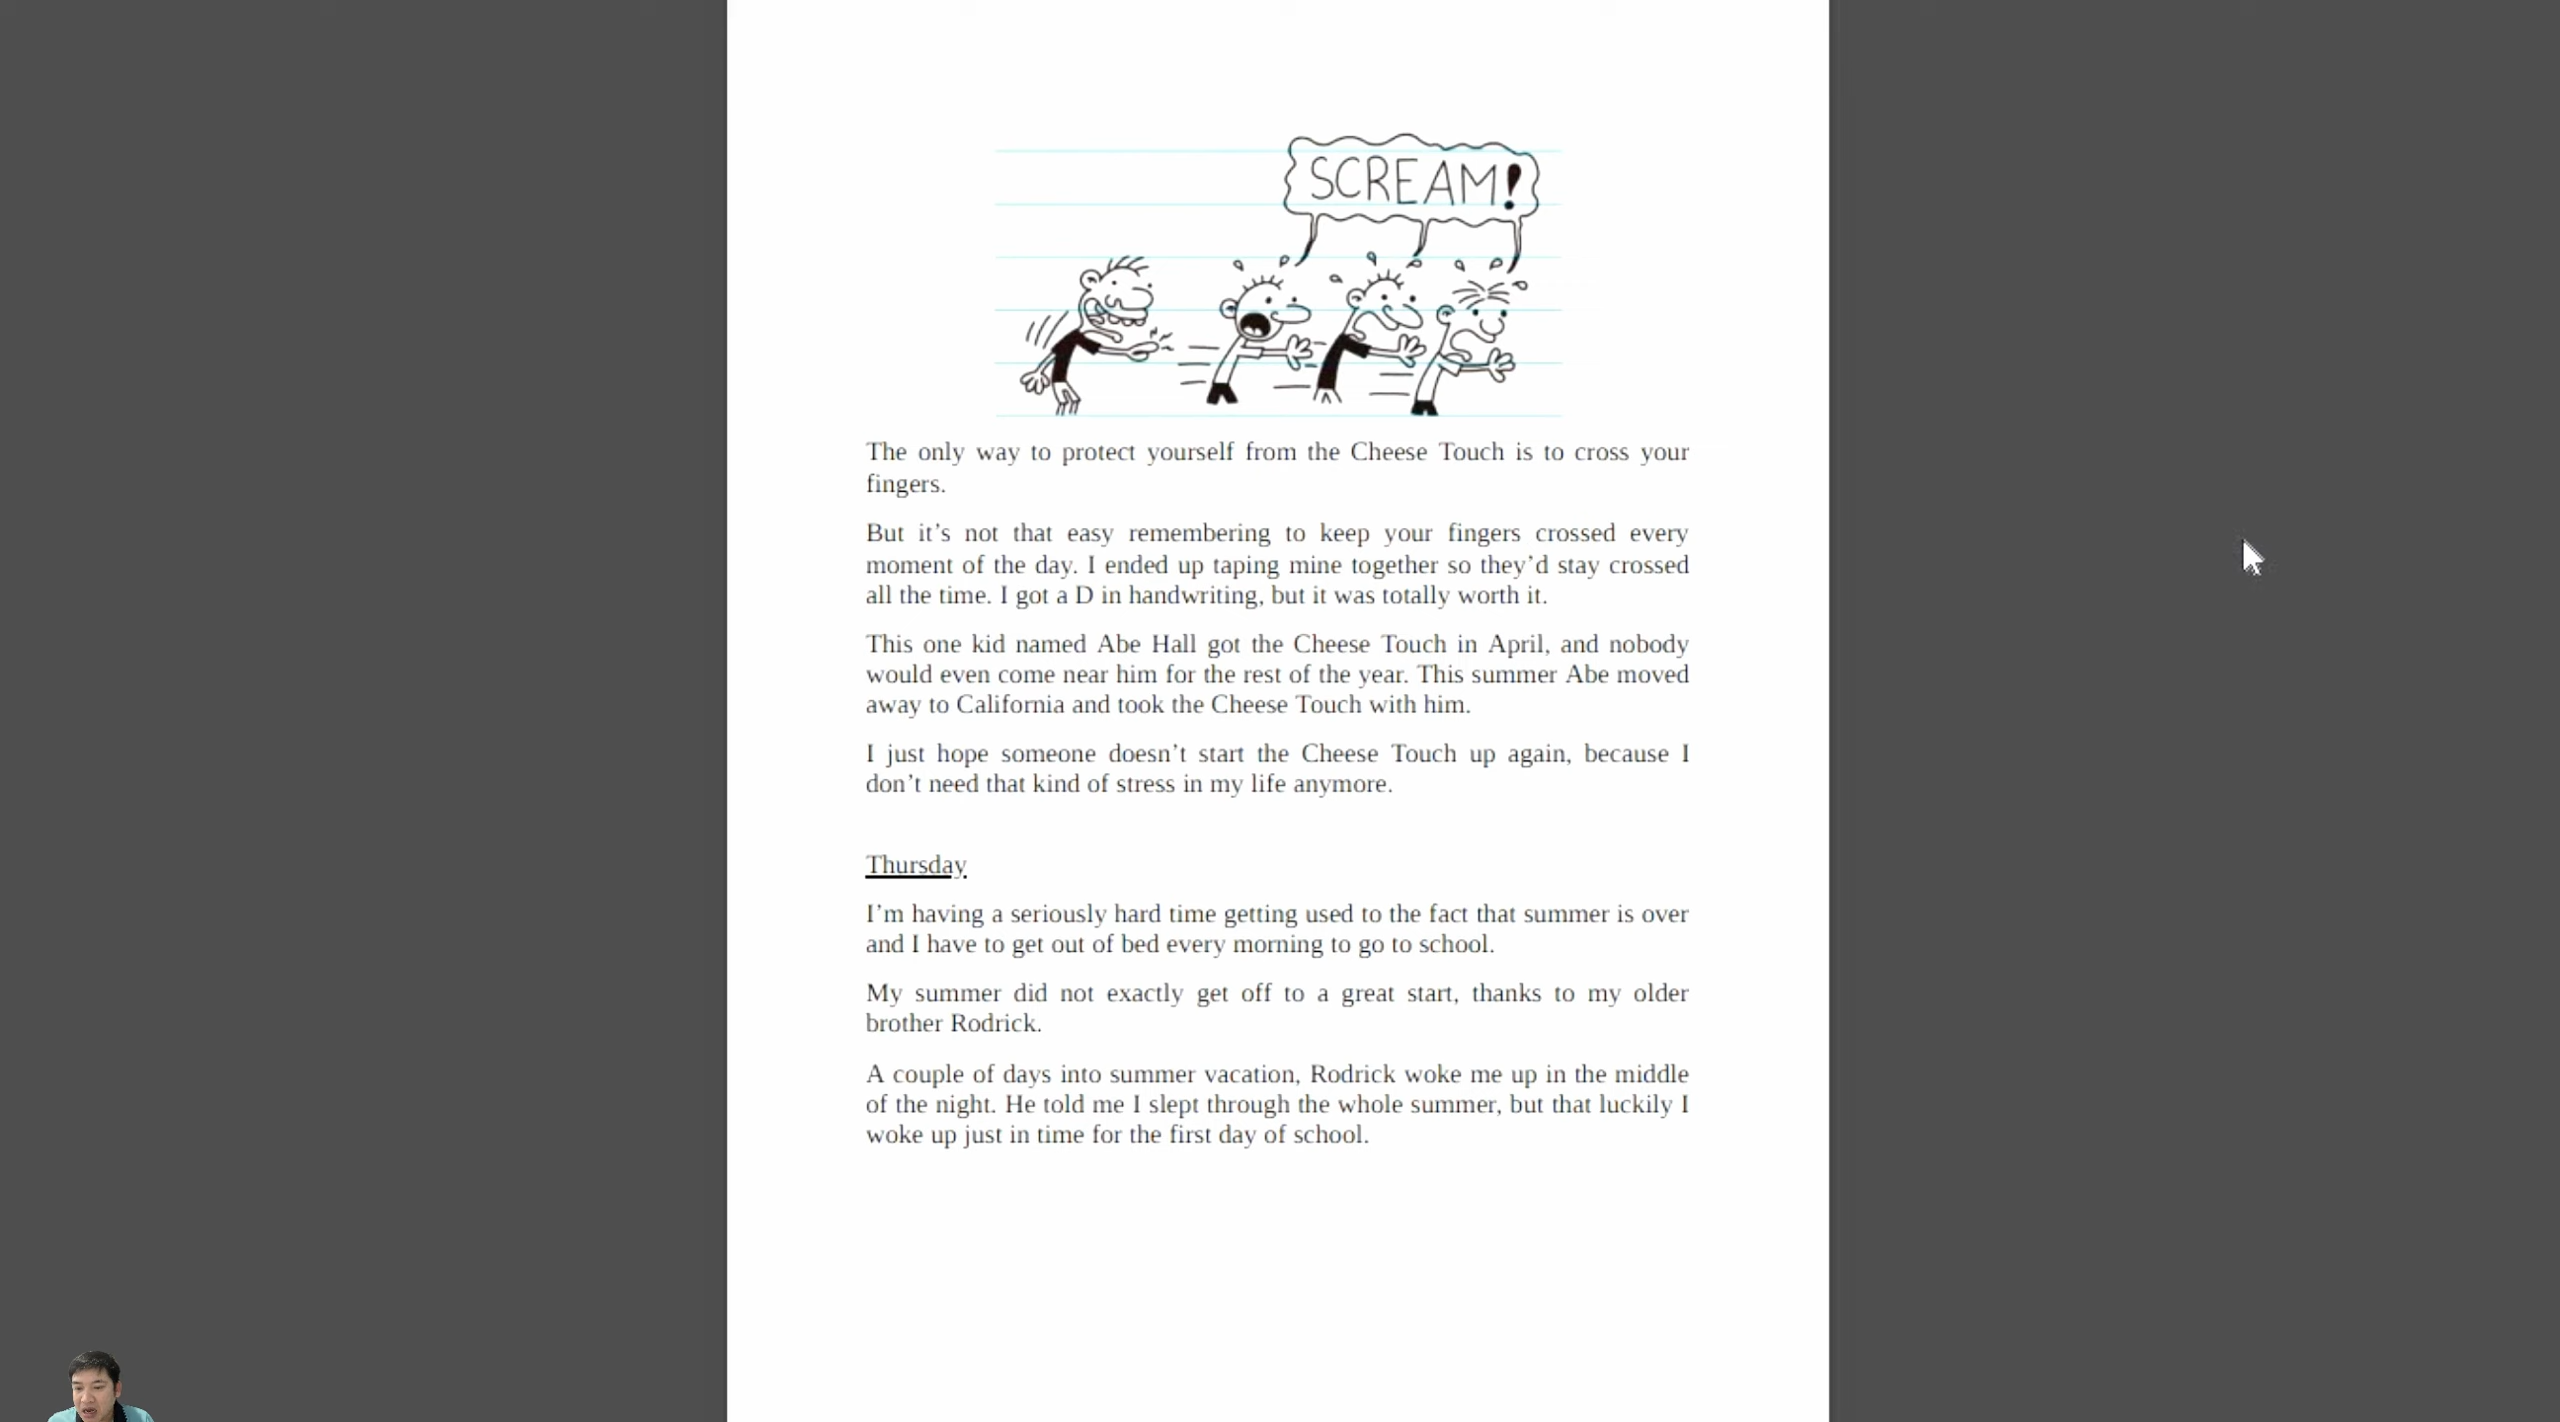 SCREAM!
The only way to protect yourself from the Cheese Touch is to cross your
fingers.
But it’s not that easy remembering to keep your fingers crossed every
moment of the day. I ended up taping mine together so they’d stay crossed
all the time. I got a D in handwriting, but it was totally worth it.
This one kid named Abe Hall got the Cheese Touch in April, and nobody
would even come near him for the rest of the year. This summer Abe moved
away to California and took the Cheese Touch with him.
I just hope someone doesn’t start the Cheese Touch up again, because I
don’t need that kind of stress in my life anymore.
Thursday
I’m having a seriously hard time getting used to the fact that summer is over
and I have to get out of bed every morning to go to school.
My summer did not exactly get off to a great start, thanks to my older
brother Rodrick.
A couple of days into summer vacation, Rodrick woke me up in the middle
of the night. He told me I slept through the whole summer, but that luckily I
woke up just in time for the first day of school.